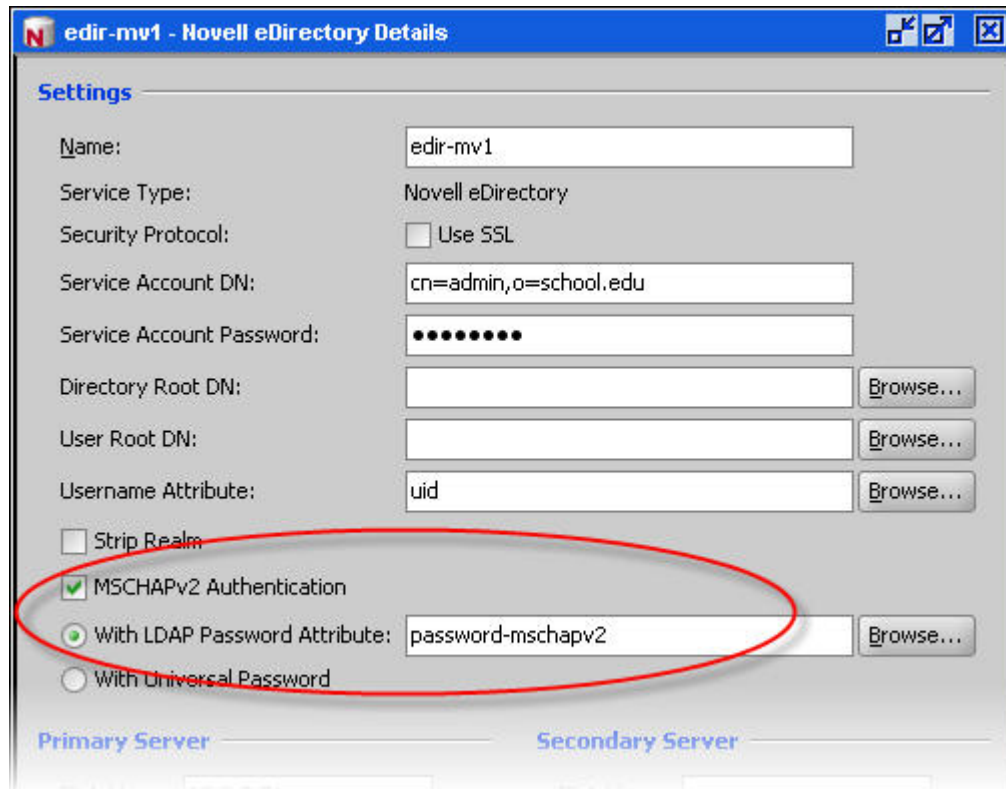 N edir-mv1 - Novell eDirectory Details
Settings
Name: edir-mv1
Service Type: Novell eDirectory
Security Protocol: Use SSL
Service Account DN: cn=admin,o=school.edu
Service Account Password: ●●●●●●●●
Directory Root DN: Browse...
User Root DN: Browse...
Username Attribute: uid Browse...
Strip Realm
MSCHAPv2 Authentication
With LDAP Password Attribute: password-mschapv2 Browse...
With Universal Password
Primary Server Secondary Server